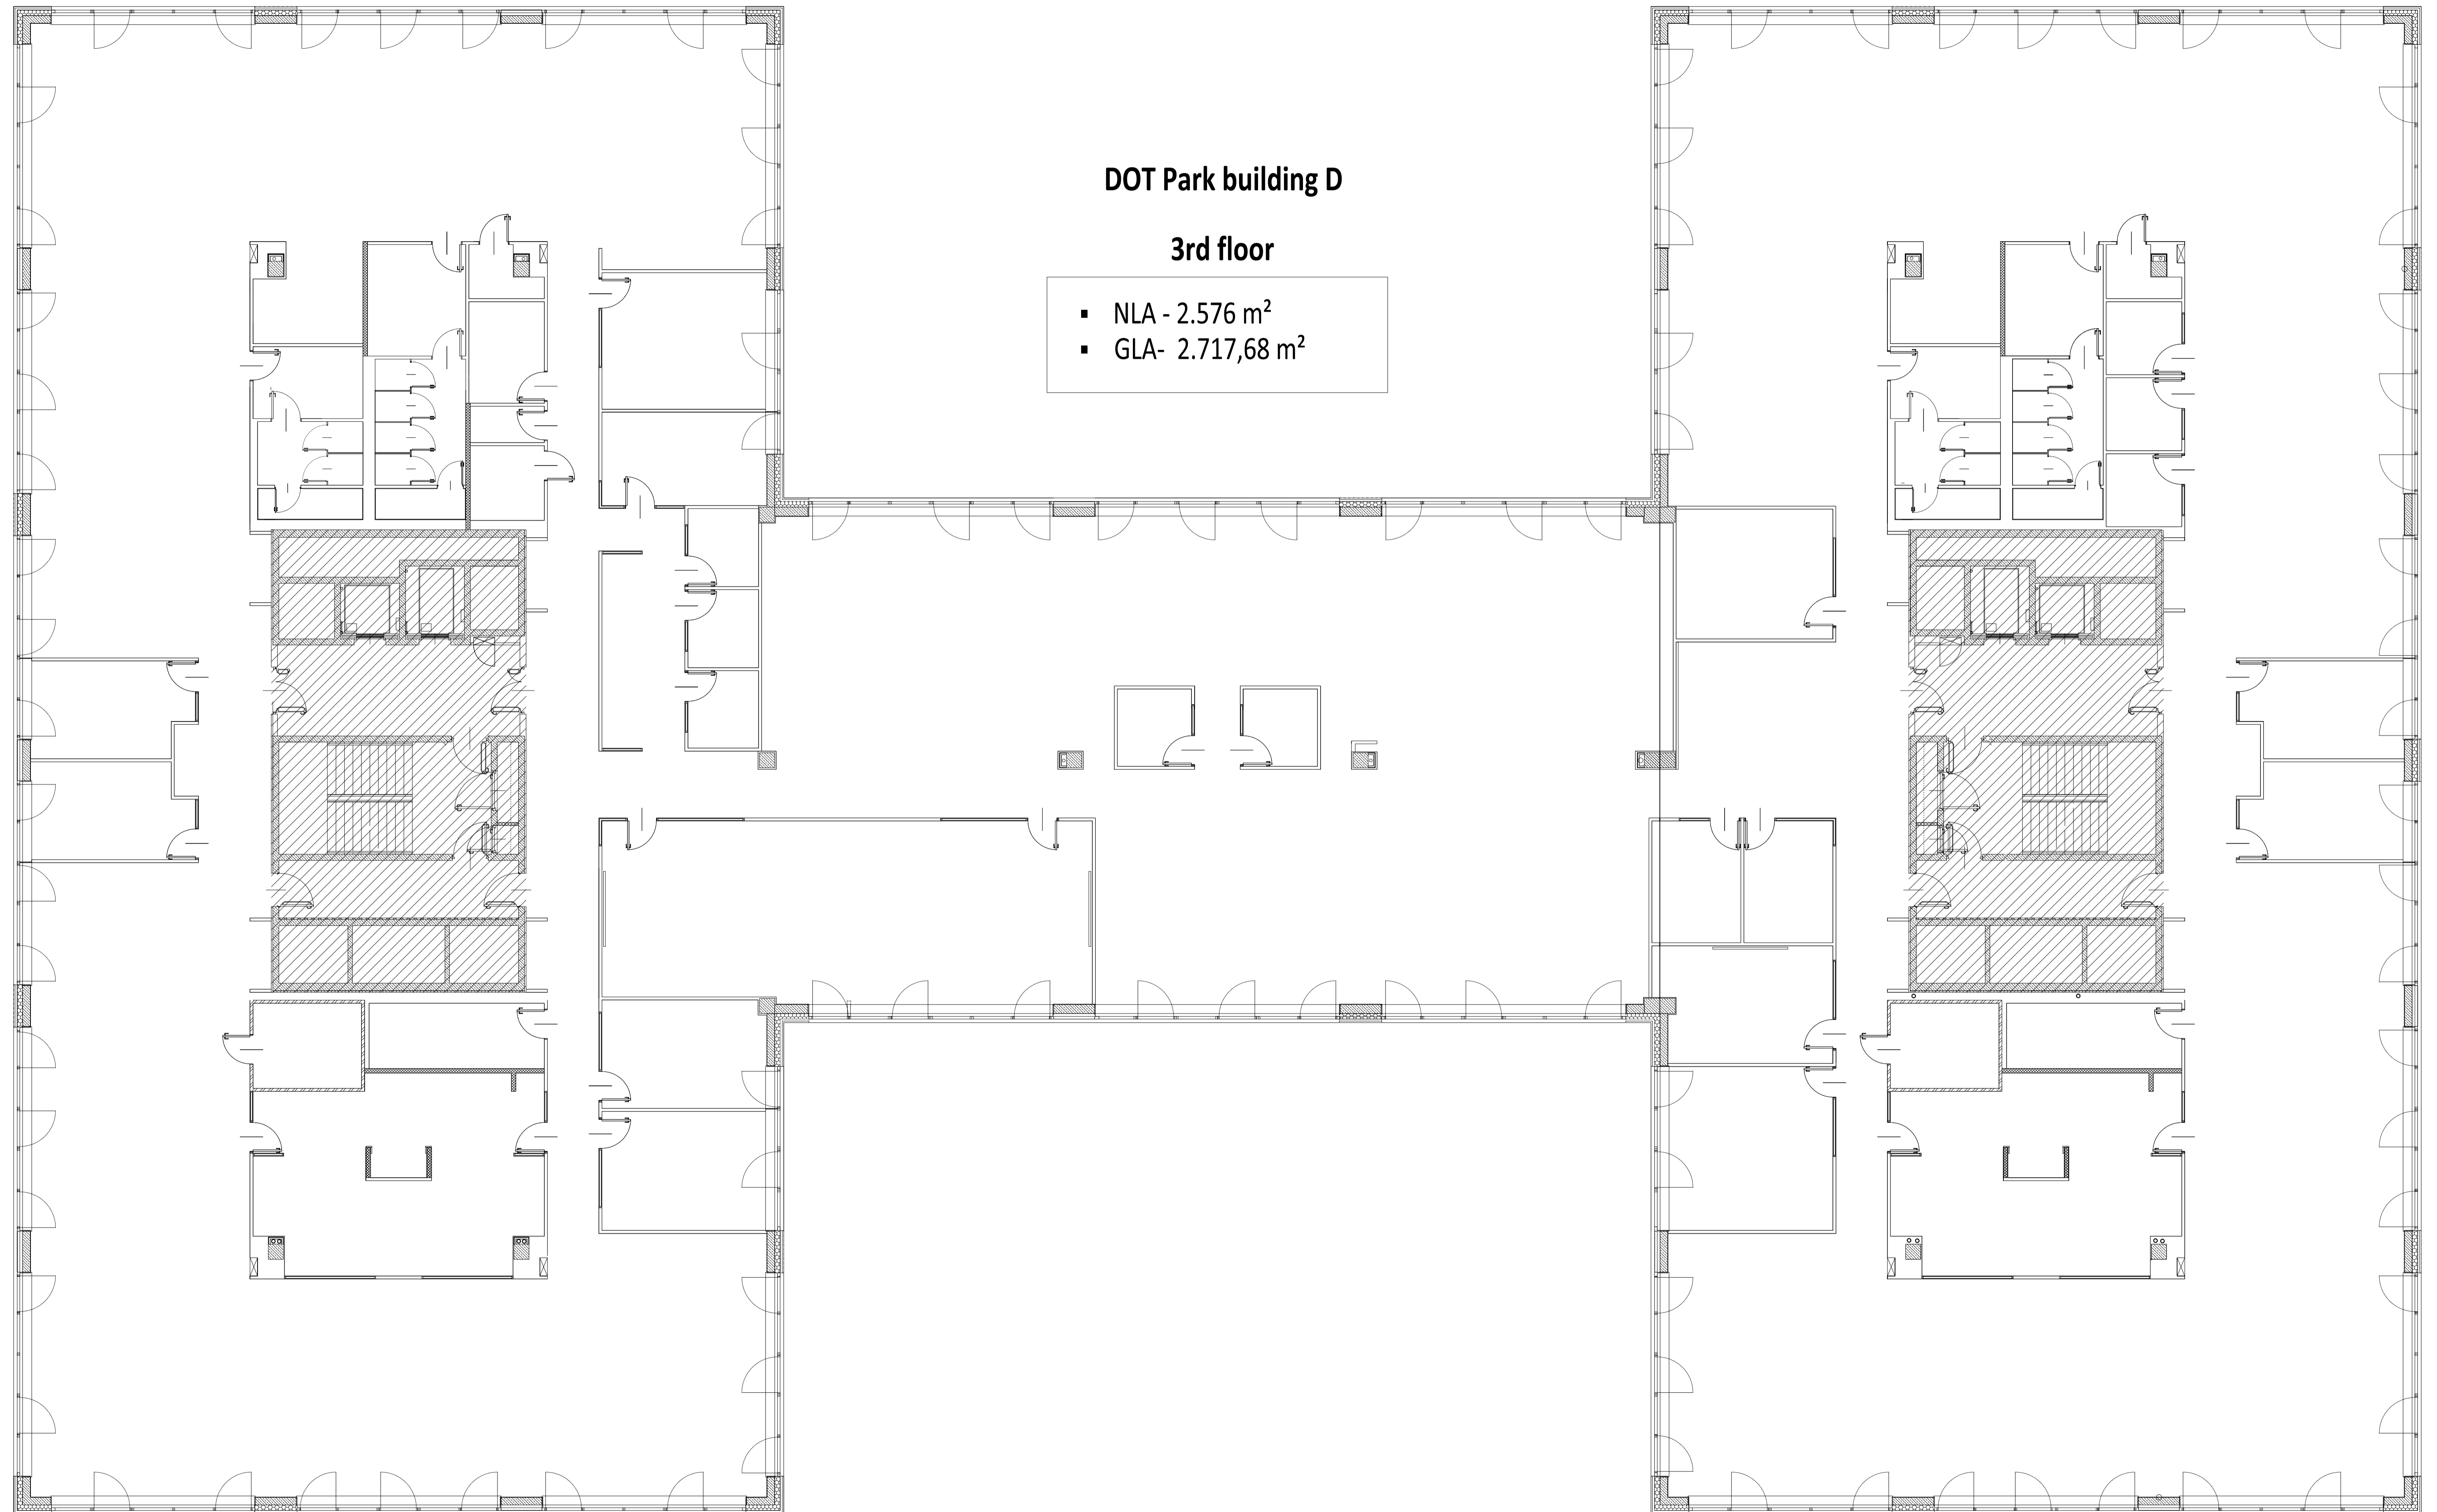 DOT Park building D
3rd floor
▪ NLA - 2.576 m²
▪ GLA- 2.717,68 m²